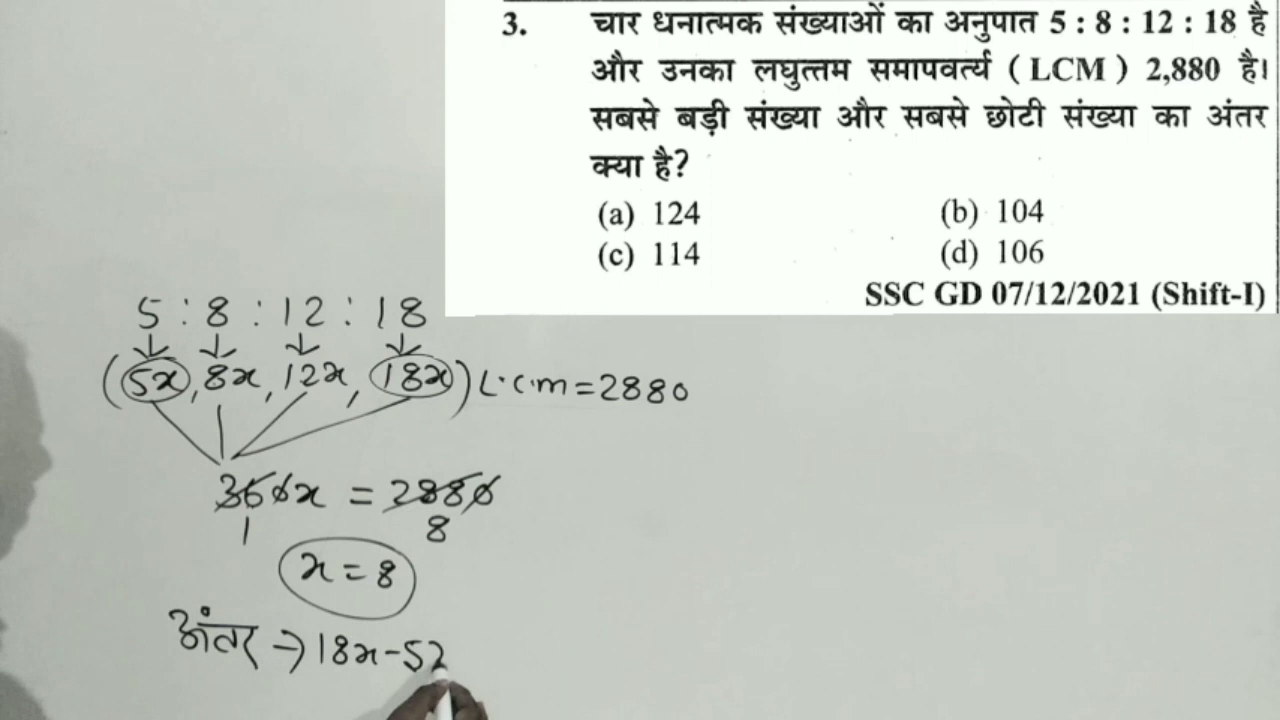 3. चार धनात्मक संख्याओं का अनुपात 5 : 8 : 12 : 18 है
और उनका लघुत्तम समापवर्त्य ( LCM ) 2,880 है।
सबसे बड़ी संख्या और सबसे छोटी संख्या का अंतर
क्या है?
(a) 124 (b) 104
(c) 114 (d) 106
SSC GD 07/12/2021 (Shift-I)
5 : 8 : 12 : 18
(5x, 8x, 12x, 18x) L.C.M = 2880
360x = 2880
1 8
x = 8
अंतर → 18x - 5x